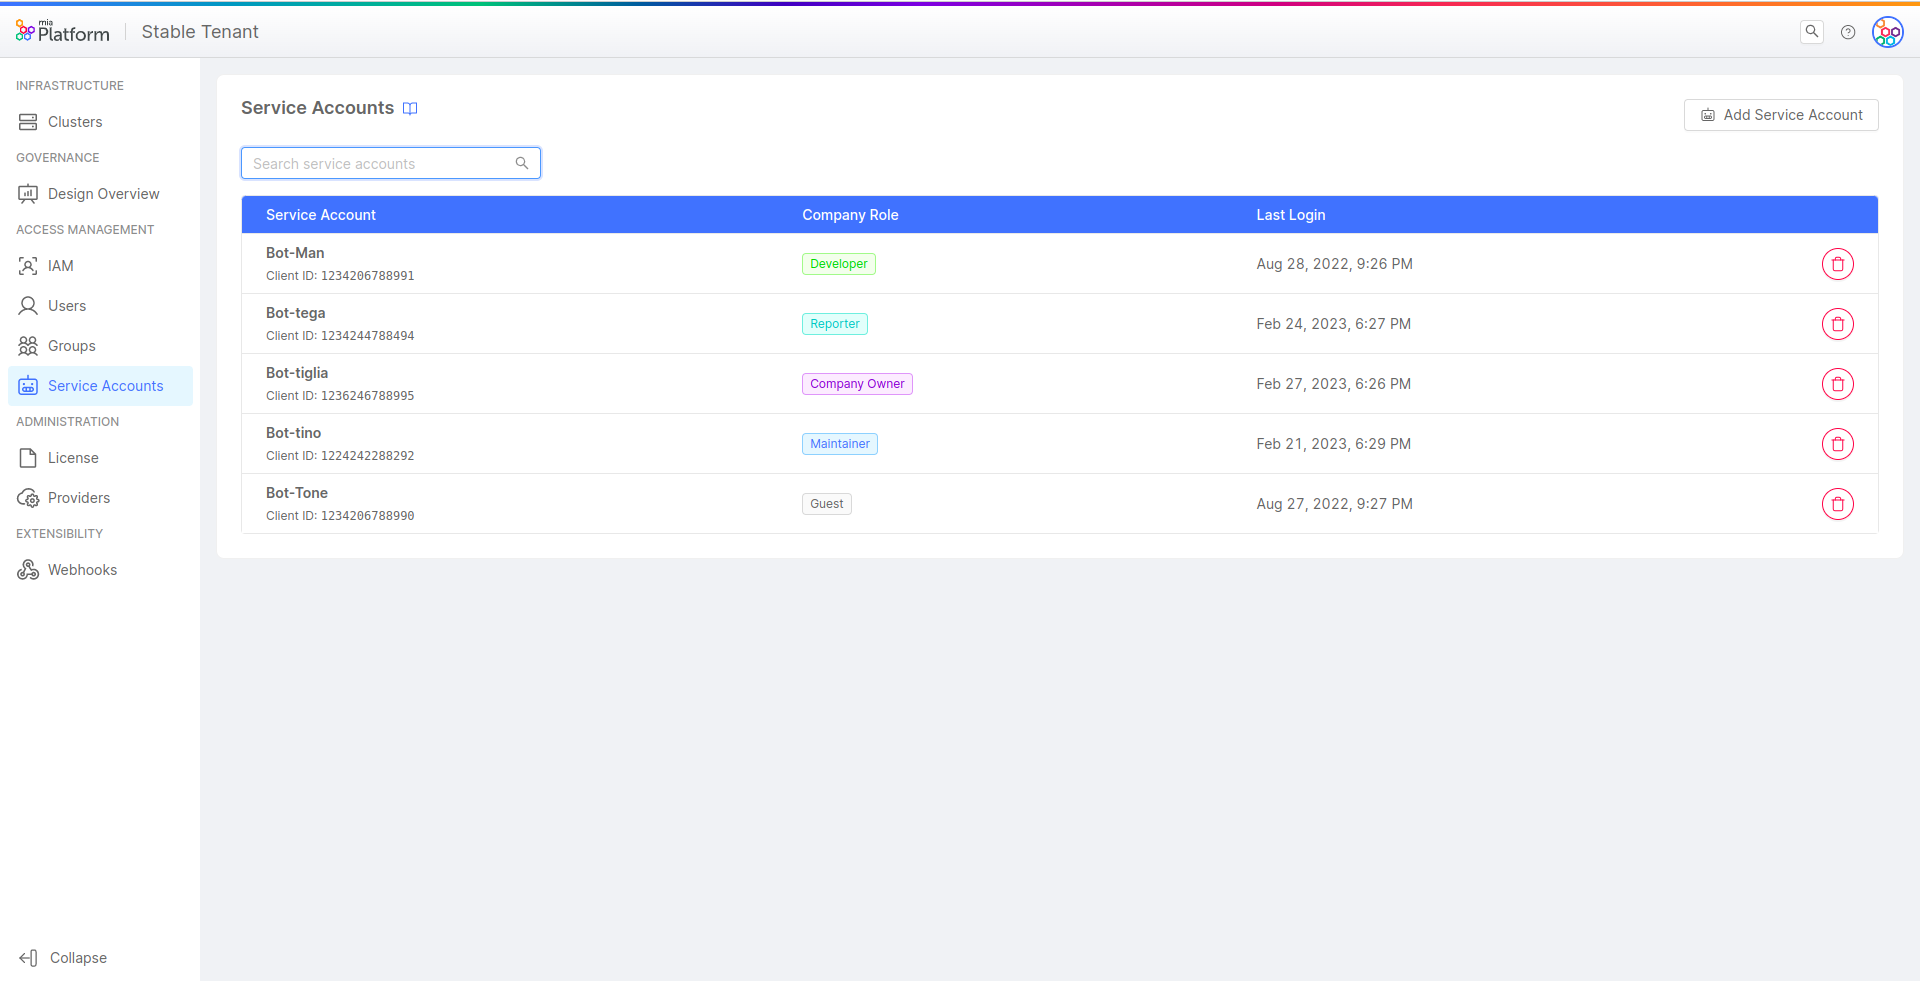 mia
Platform
Stable Tenant
INFRASTRUCTURE
Clusters
GOVERNANCE
Design Overview
ACCESS MANAGEMENT
IAM
Users
Groups
Service Accounts
ADMINISTRATION
License
Providers
EXTENSIBILITY
Webhooks
Collapse
Service Accounts
Add Service Account
Search service accounts
Service Account Company Role Last Login
Bot-Man
Client ID: 1234206788991
Developer
Aug 28, 2022, 9:26 PM
Bot-tega
Client ID: 1234244788494
Reporter
Feb 24, 2023, 6:27 PM
Bot-tiglia
Client ID: 1236246788995
Company Owner
Feb 27, 2023, 6:26 PM
Bot-tino
Client ID: 1224242288292
Maintainer
Feb 21, 2023, 6:29 PM
Bot-Tone
Client ID: 1234206788990
Guest
Aug 27, 2022, 9:27 PM